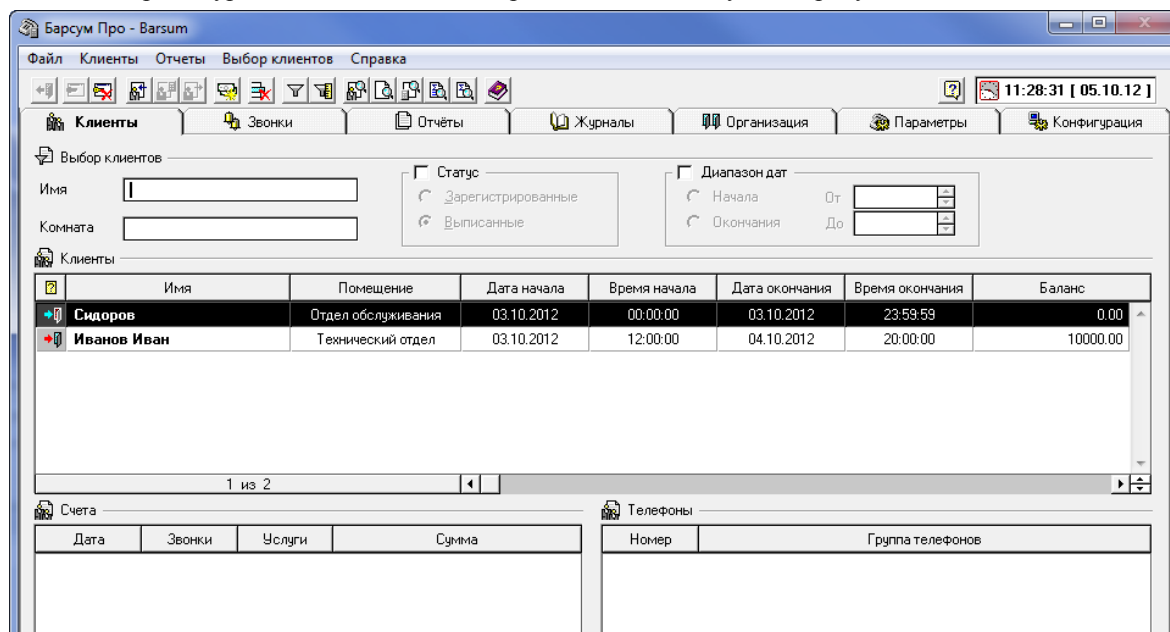 Барсум Про - Barsum
Файл Клиенты Отчеты Выбор клиентов Справка
11:28:31 [ 05.10.12 ]
Клиенты Звонки Отчёты Журналы Организация Параметры Конфигурация
Выбор клиентов
Статус Диапазон дат
Имя Зарегистрированные Начала От
Комната Выписанные Окончания До
Клиенты
Имя Помещение Дата начала Время начала Дата окончания Время окончания Баланс
Сидоров Отдел обслуживания 03.10.2012 00:00:00 03.10.2012 23:59:59 0.00
Иванов Иван Технический отдел 03.10.2012 12:00:00 04.10.2012 20:00:00 10000.00
1 из 2
Счета Телефоны
Дата Звонки Услуги Сумма Номер Группа телефонов